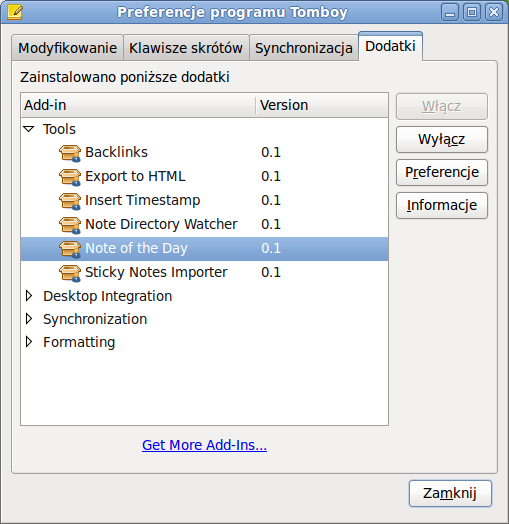 Preferencje programu Tomboy
Modyfikowanie Klawisze skrótów Synchronizacja Dodatki
Zainstalowano poniższe dodatki
Add-in Version
Włącz
Tools
Wyłącz
Backlinks 0.1
Preferencje
Export to HTML 0.1
Insert Timestamp 0.1
Informacje
Note Directory Watcher 0.1
Note of the Day 0.1
Sticky Notes Importer 0.1
Desktop Integration
Synchronization
Formatting
Get More Add-Ins...
Zamknij